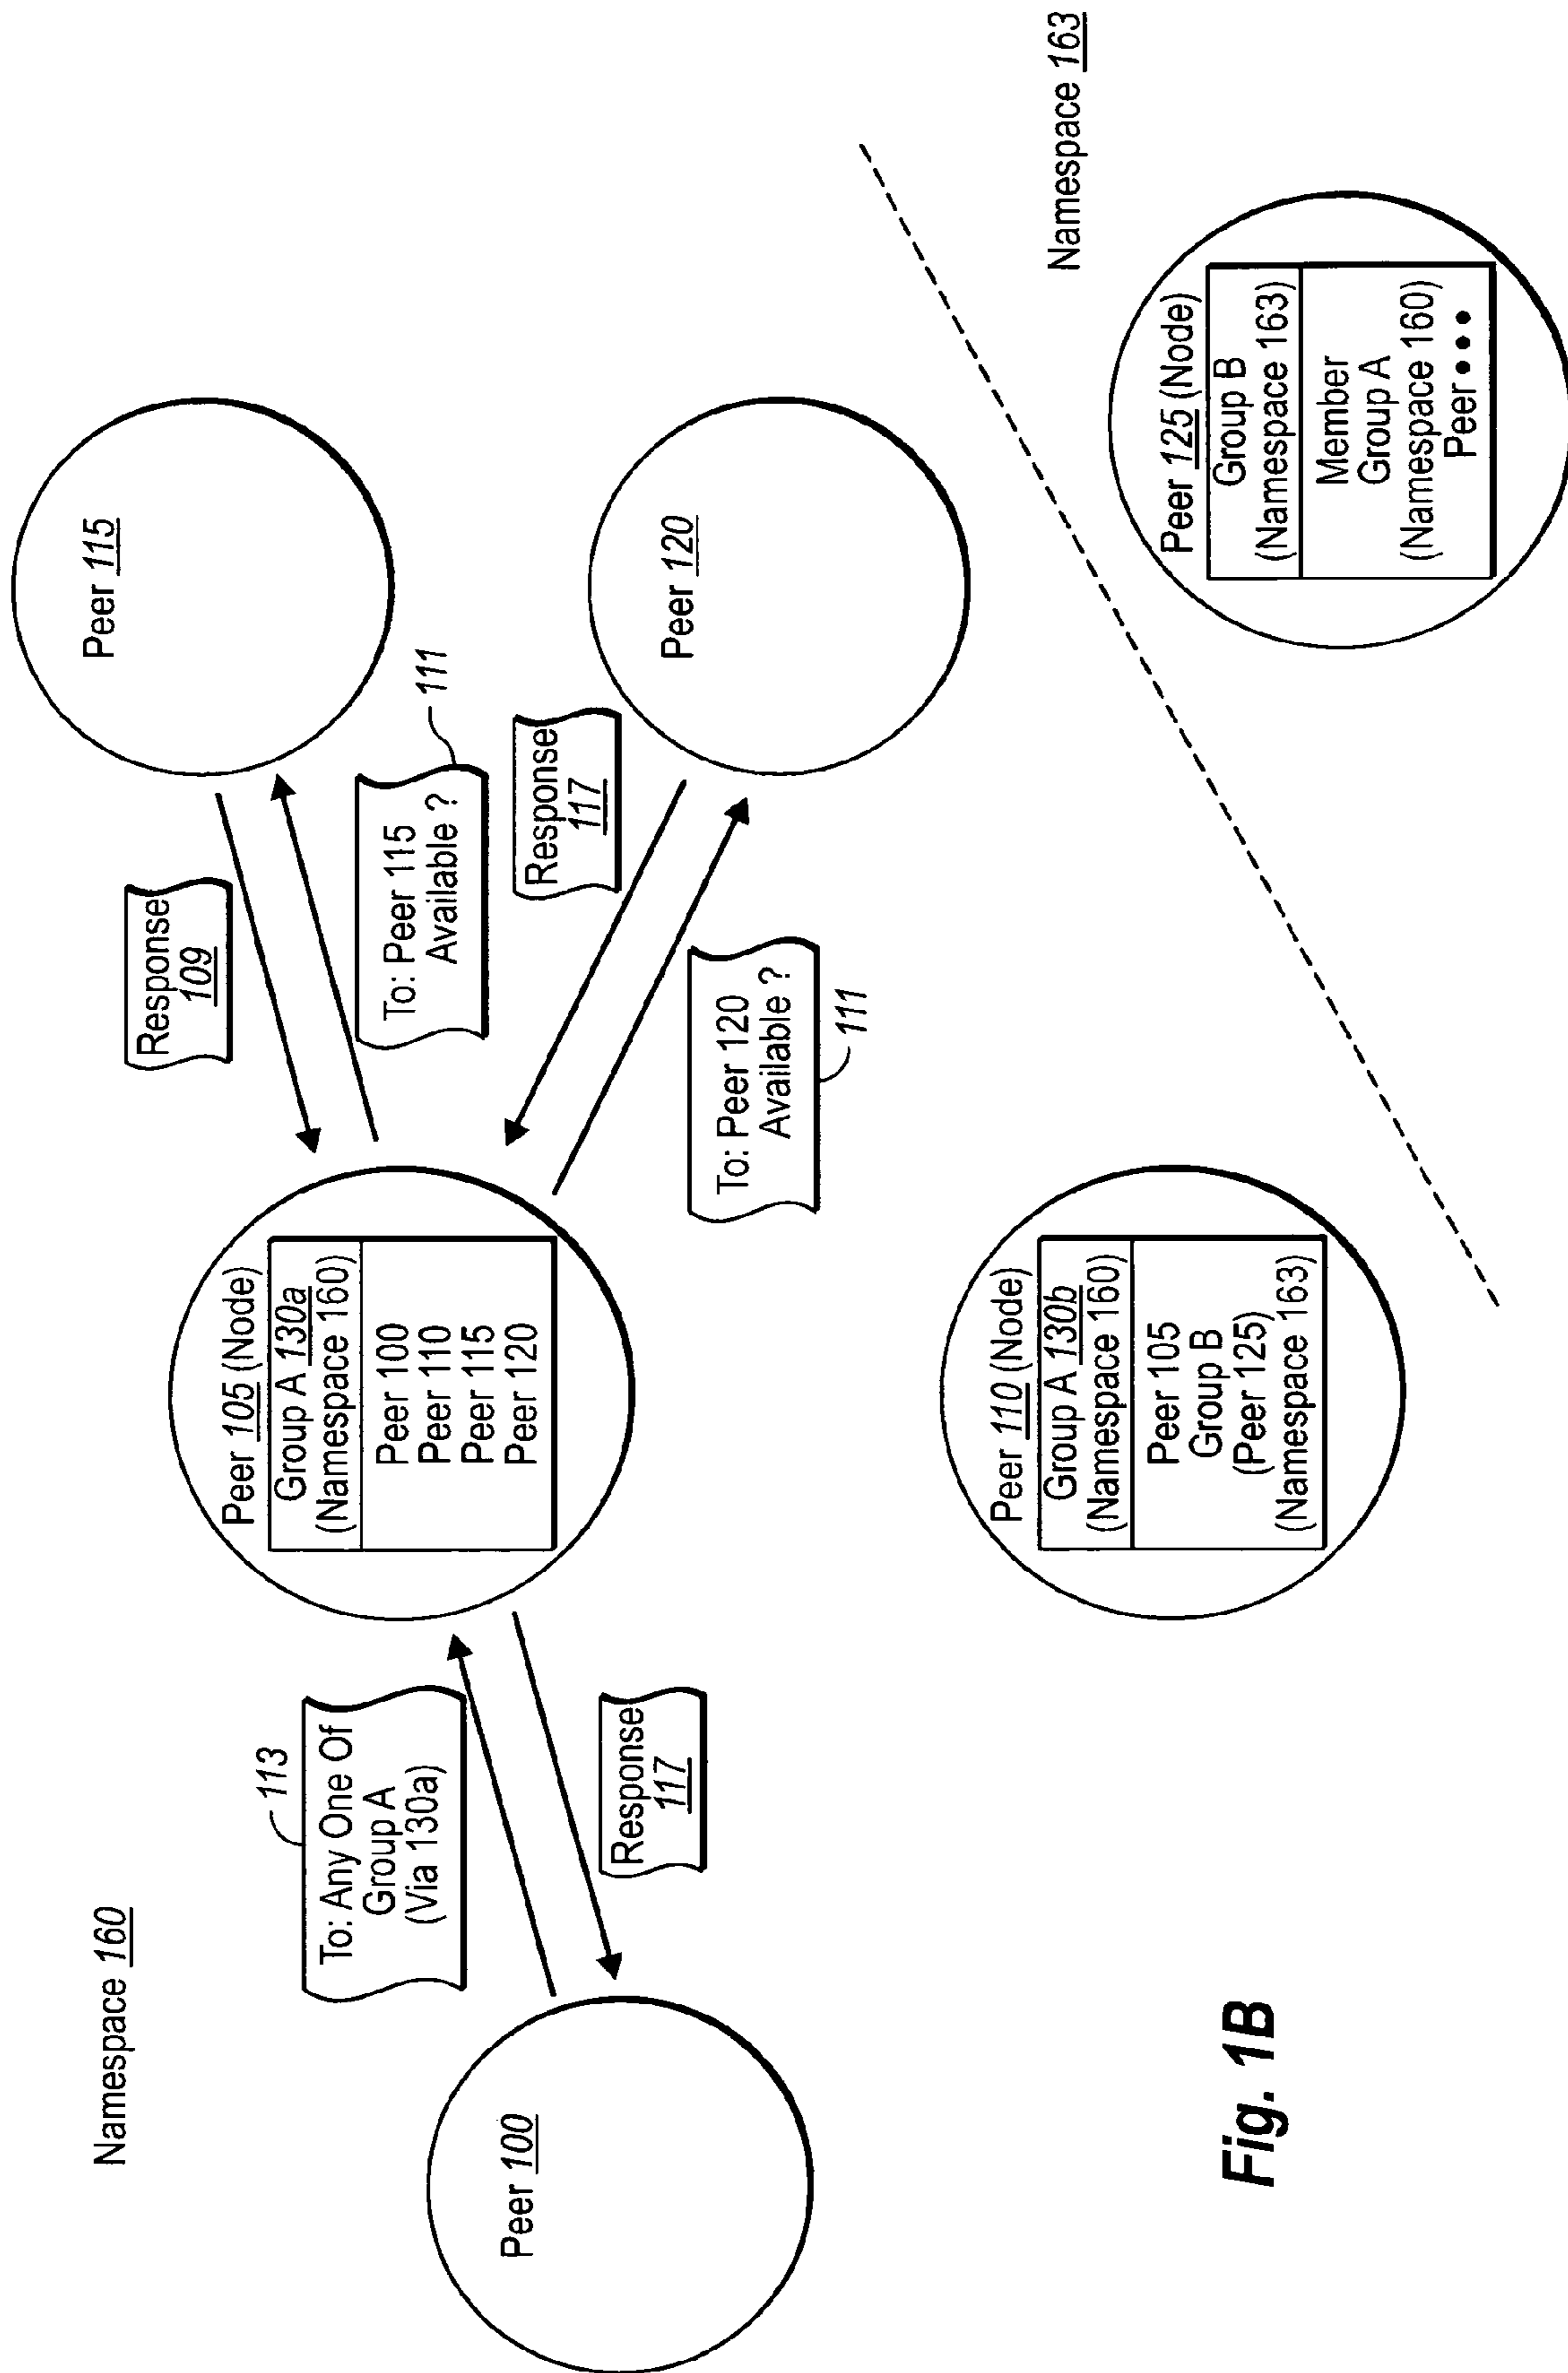 Namespace 160
Peer 100
113
To: Any One Of
Group A
(Via 130a)
Response
117
Peer 105 (Node)
Group A 130a
(Namespace 160)
Peer 100
Peer 110
Peer 115
Peer 120
Response
109
To: Peer 115
Available ?
111
Peer 115
Response
117
To: Peer 120
Available ?
111
Peer 120
Peer 110 (Node)
Group A 130b
(Namespace 160)
Peer 105
Group B
(Peer 125)
(Namespace 163)
Namespace 163
Peer 125 (Node)
Group B
(Namespace 163)
Member
Group A
(Namespace 160)
Peer •••
Fig. 1B